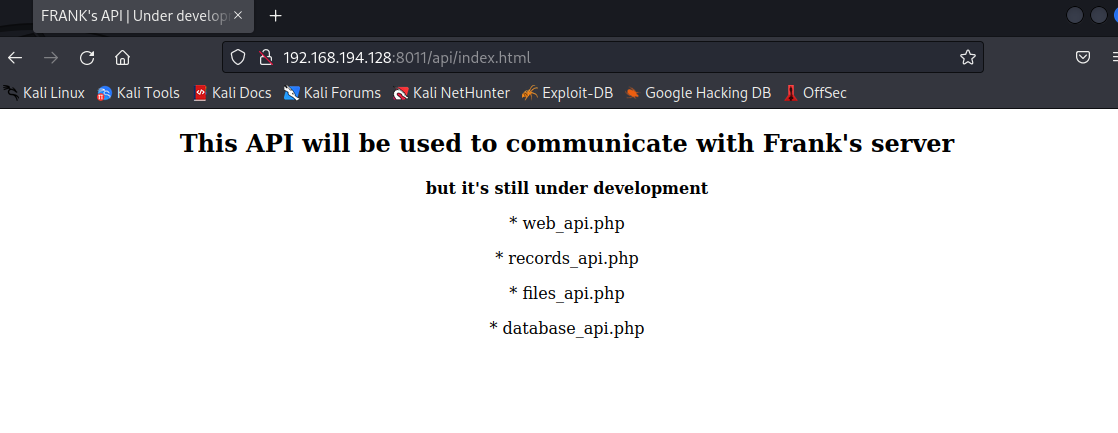 FRANK's API | Under develop
192.168.194.128:8011/api/index.html
Kali Linux Kali Tools Kali Docs Kali Forums Kali NetHunter Exploit-DB Google Hacking DB OffSec
This API will be used to communicate with Frank's server
but it's still under development
* web_api.php
* records_api.php
* files_api.php
* database_api.php